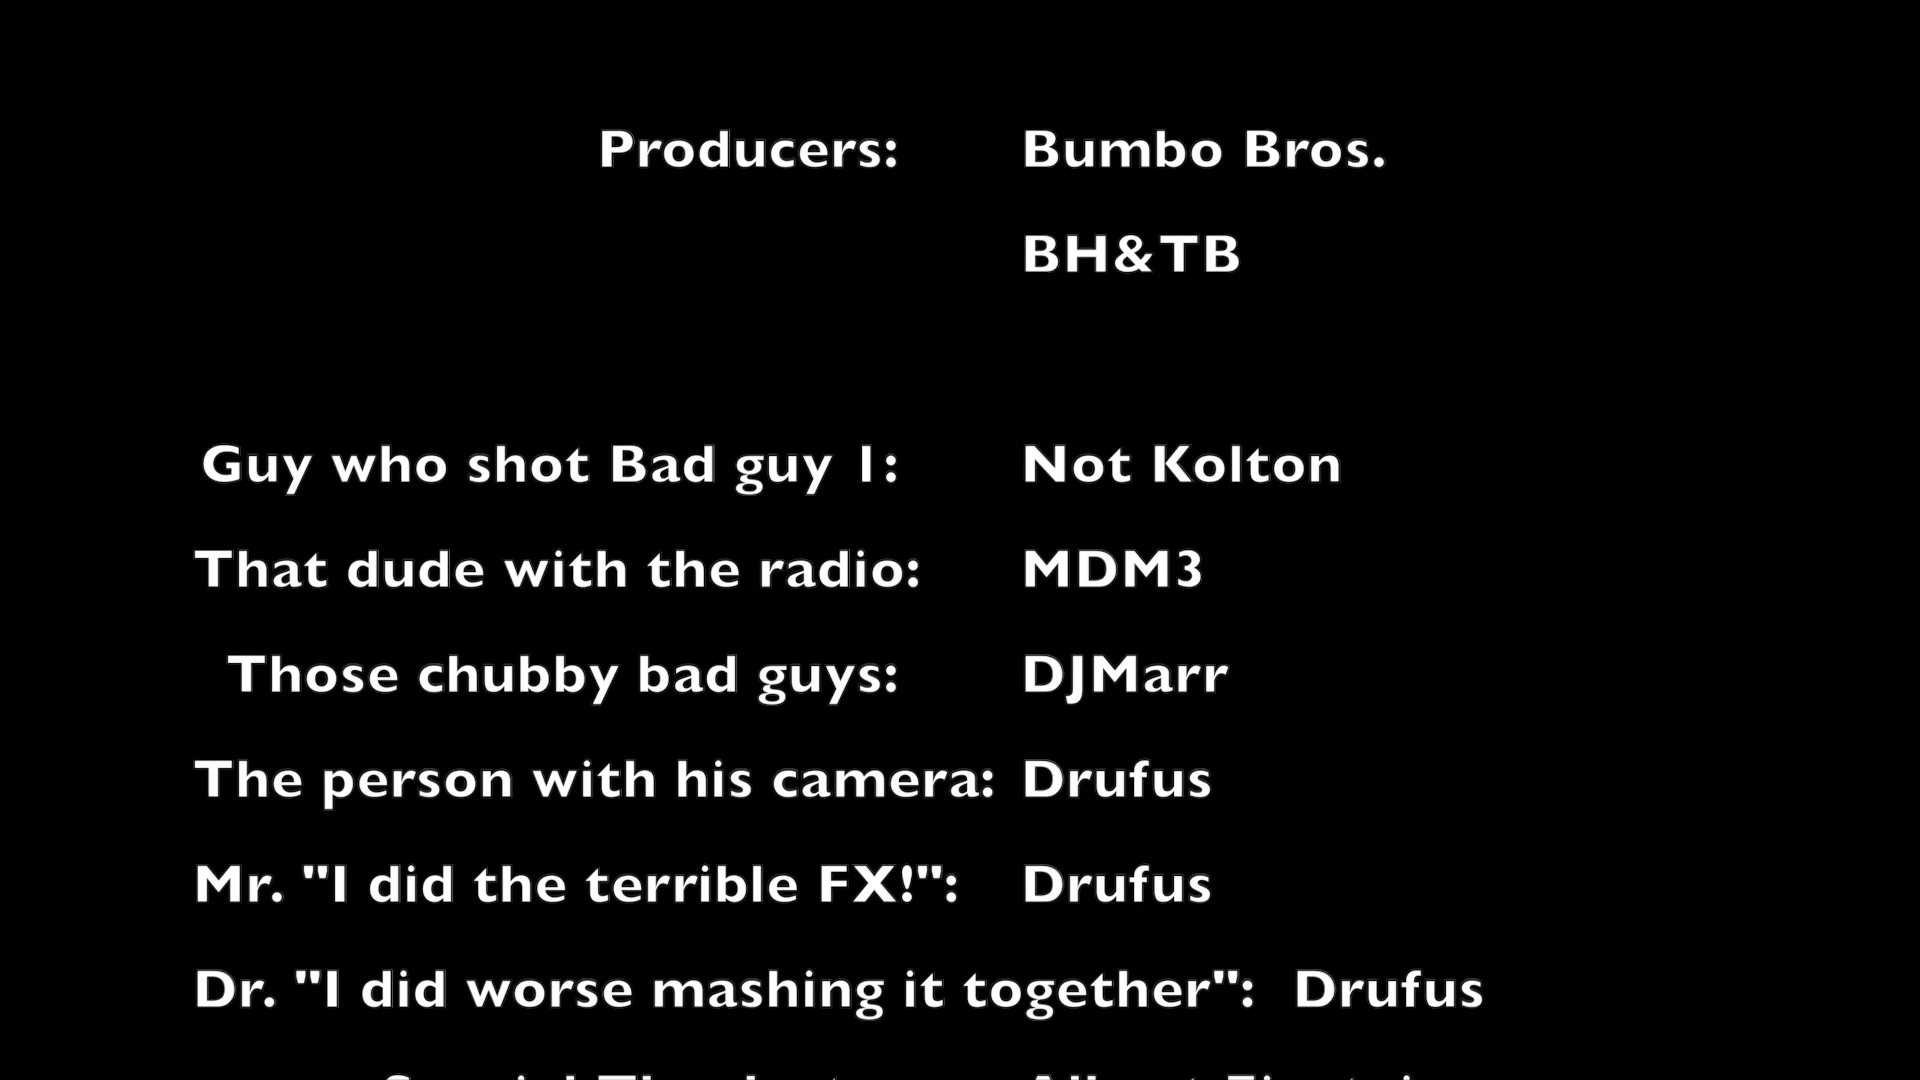 Producers: Bumbo Bros.
BH&TB
Guy who shot Bad guy 1: Not Kolton
That dude with the radio: MDM3
Those chubby bad guys: DJMarr
The person with his camera: Drufus
Mr. "I did the terrible FX!": Drufus
Dr. "I did worse mashing it together": Drufus